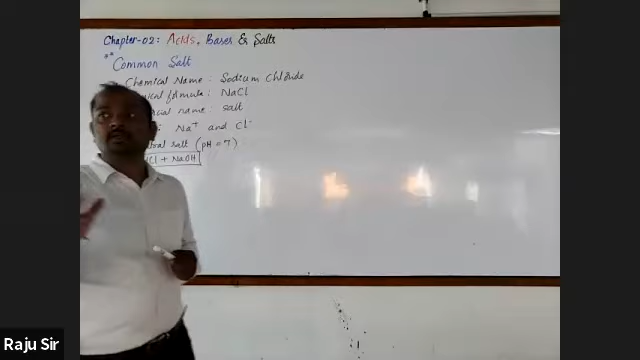 Chapter-02: Acids, Bases & Salts
** Common Salt
Chemical Name : Sodium Chloride
formula : NaCl
name : salt
Na⁺ and Cl⁻
salt (pH = 7)
+ NaOH
Raju Sir